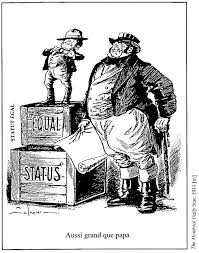 STATUT ÉGAL
EQUAL
STATUS
Aussi grand que papa
The Montreal Daily Star, 1931